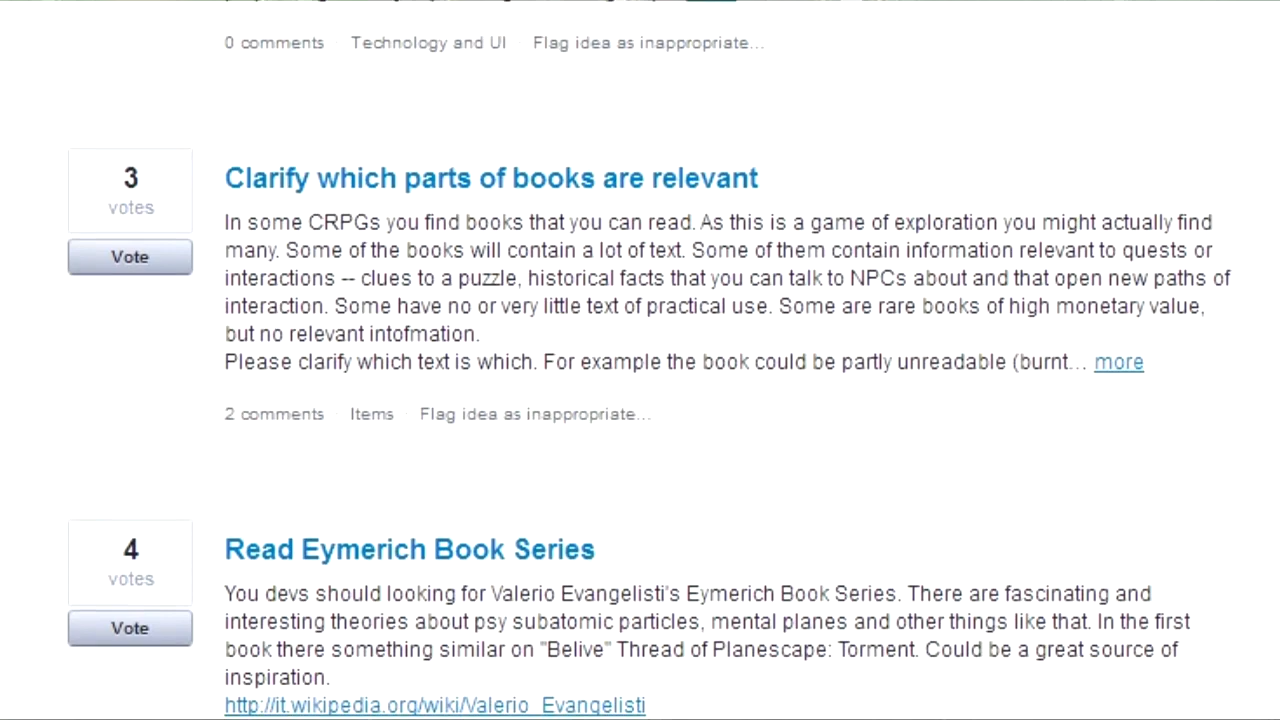 0 comments Technology and UI Flag idea as inappropriate...
3
votes
Vote
Clarify which parts of books are relevant
In some CRPGs you find books that you can read. As this is a game of exploration you might actually find
many. Some of the books will contain a lot of text. Some of them contain information relevant to quests or
interactions -- clues to a puzzle, historical facts that you can talk to NPCs about and that open new paths of
interaction. Some have no or very little text of practical use. Some are rare books of high monetary value,
but no relevant intofmation.
Please clarify which text is which. For example the book could be partly unreadable (burnt... more
2 comments Items Flag idea as inappropriate...
4
votes
Vote
Read Eymerich Book Series
You devs should looking for Valerio Evangelisti's Eymerich Book Series. There are fascinating and
interesting theories about psy subatomic particles, mental planes and other things like that. In the first
book there something similar on "Belive" Thread of Planescape: Torment. Could be a great source of
inspiration.
http://it.wikipedia.org/wiki/Valerio_Evangelisti